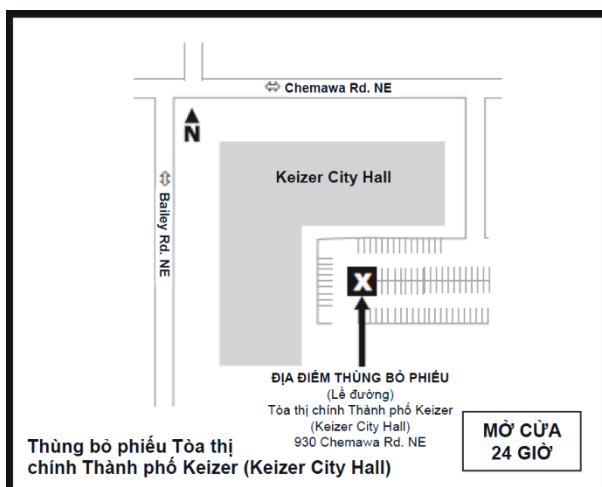 Chemawa Rd. NE
N
Keizer City Hall
Bailey Rd. NE
X
ĐỊA ĐIỂM THÙNG BỎ PHIẾU
(Lề đường)
Tòa thị chính Thành phố Keizer
(Keizer City Hall)
930 Chemawa Rd. NE
Thùng bỏ phiếu Tòa thị
chính Thành phố Keizer (Keizer City Hall)
MỞ CỬA
24 GIỜ